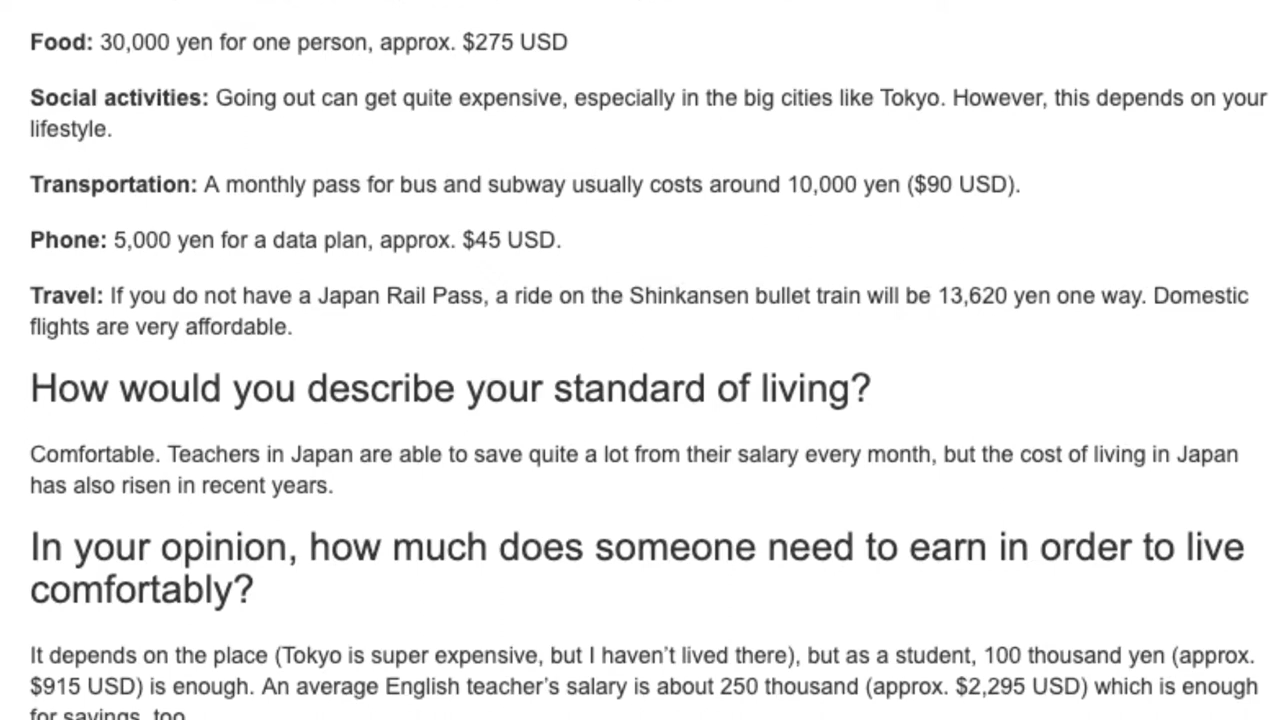 Food: 30,000 yen for one person, approx. $275 USD
Social activities: Going out can get quite expensive, especially in the big cities like Tokyo. However, this depends on your
lifestyle.
Transportation: A monthly pass for bus and subway usually costs around 10,000 yen ($90 USD).
Phone: 5,000 yen for a data plan, approx. $45 USD.
Travel: If you do not have a Japan Rail Pass, a ride on the Shinkansen bullet train will be 13,620 yen one way. Domestic
flights are very affordable.
How would you describe your standard of living?
Comfortable. Teachers in Japan are able to save quite a lot from their salary every month, but the cost of living in Japan
has also risen in recent years.
In your opinion, how much does someone need to earn in order to live
comfortably?
It depends on the place (Tokyo is super expensive, but I haven’t lived there), but as a student, 100 thousand yen (approx.
$915 USD) is enough. An average English teacher’s salary is about 250 thousand (approx. $2,295 USD) which is enough
for savings, too